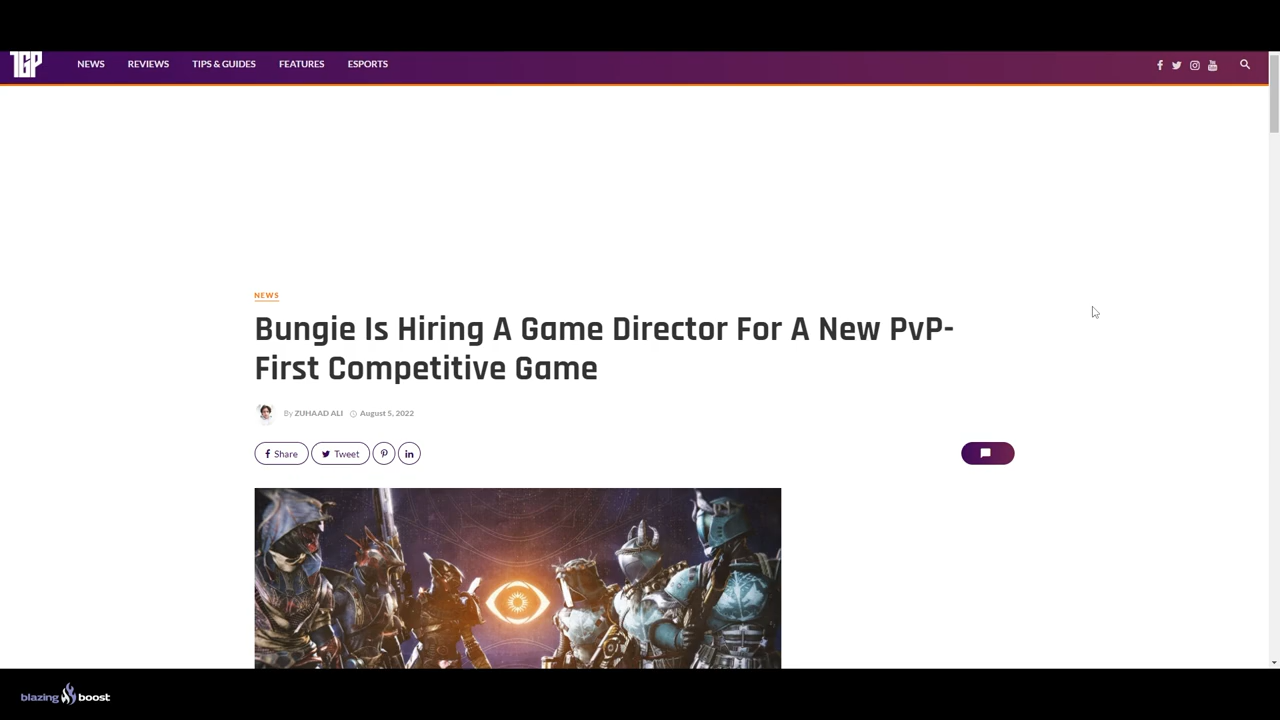 TGP
NEWS REVIEWS TIPS & GUIDES FEATURES ESPORTS
NEWS
Bungie Is Hiring A Game Director For A New PvP-
First Competitive Game
By ZUHAAD ALI August 5, 2022
Share Tweet
blazing boost